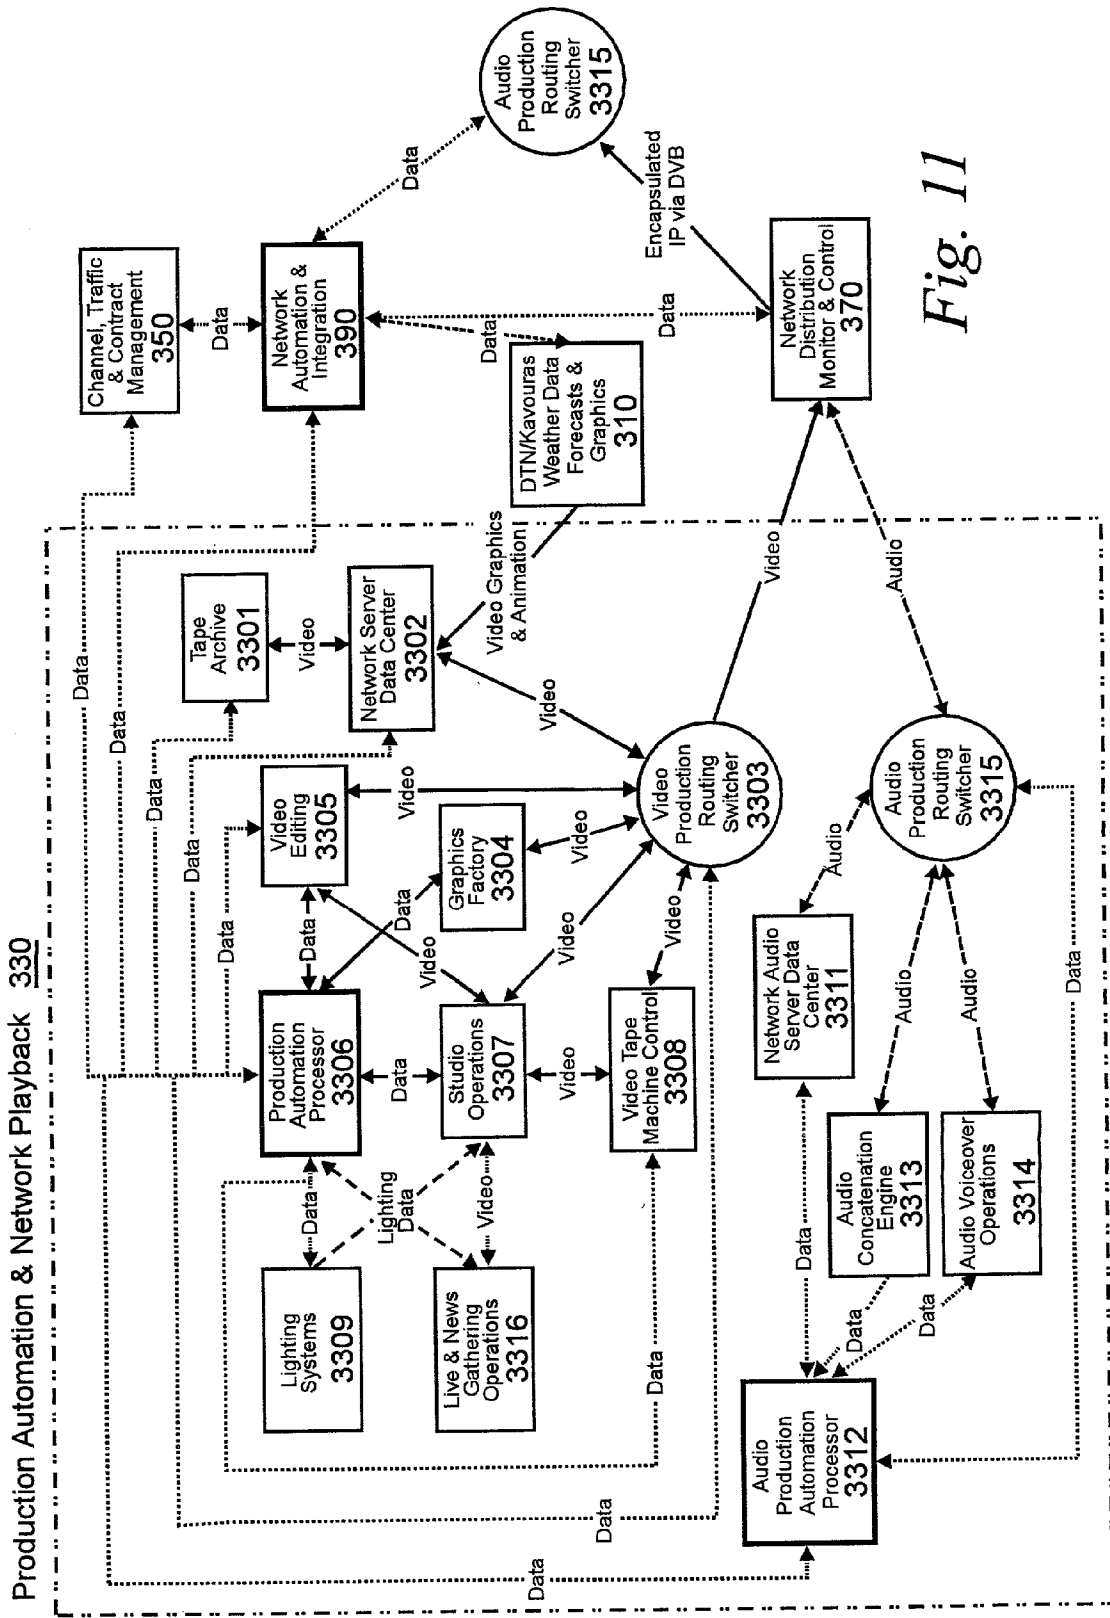 Production Automation & Network Playback 330
Lighting
Systems
3309
Live & News
Gathering
Operations
3316
Production
Automation
Processor
3306
Studio
Operations
3307
Video Tape
Machine Control
3308
Video
Editing
3305
Graphics
Factory
3304
Tape
Archive
3301
Network Server
Data Center
3302
Video
Production
Routing
Switcher
3303
Channel, Traffic
& Contract
Management
350
Network
Automation &
Integration
390
DTN/Kavouras
Weather Data
Forecasts &
Graphics
310
Network
Distribution
Monitor & Control
370
Audio
Production
Routing
Switcher
3315
Audio
Production
Automation
Processor
3312
Audio
Concatenation
Engine
3313
Audio Voiceover
Operations
3314
Network Audio
Server Data
Center
3311
Audio
Production
Routing
Switcher
3315
Data
Data
Data
Data
Data
Data
Data
Data
Data
Data
Data
Data
Lighting
Data
Video
Video
Video
Video
Video
Video
Video
Video
Video
Video Graphics
& Animation
Data
Data
Data
Data
Encapsulated
IP via DVB
Video
Audio
Audio
Audio
Audio
Data
Data
Data
Data
Fig. 11